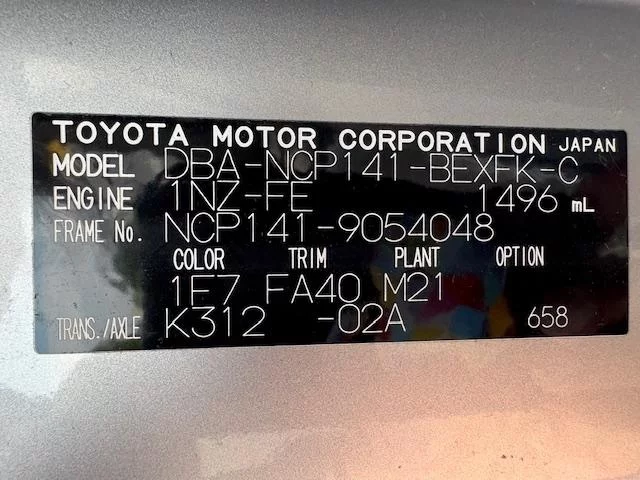 TOYOTA MOTOR CORPORATION JAPAN
MODEL DBA-NCP141-BEXFK-C
ENGINE 1NZ-FE 1496 mL
FRAME No. NCP141-9054048
COLOR TRIM PLANT OPTION
1F7 FA40 M21
TRANS./AXLE K312 -02A 658